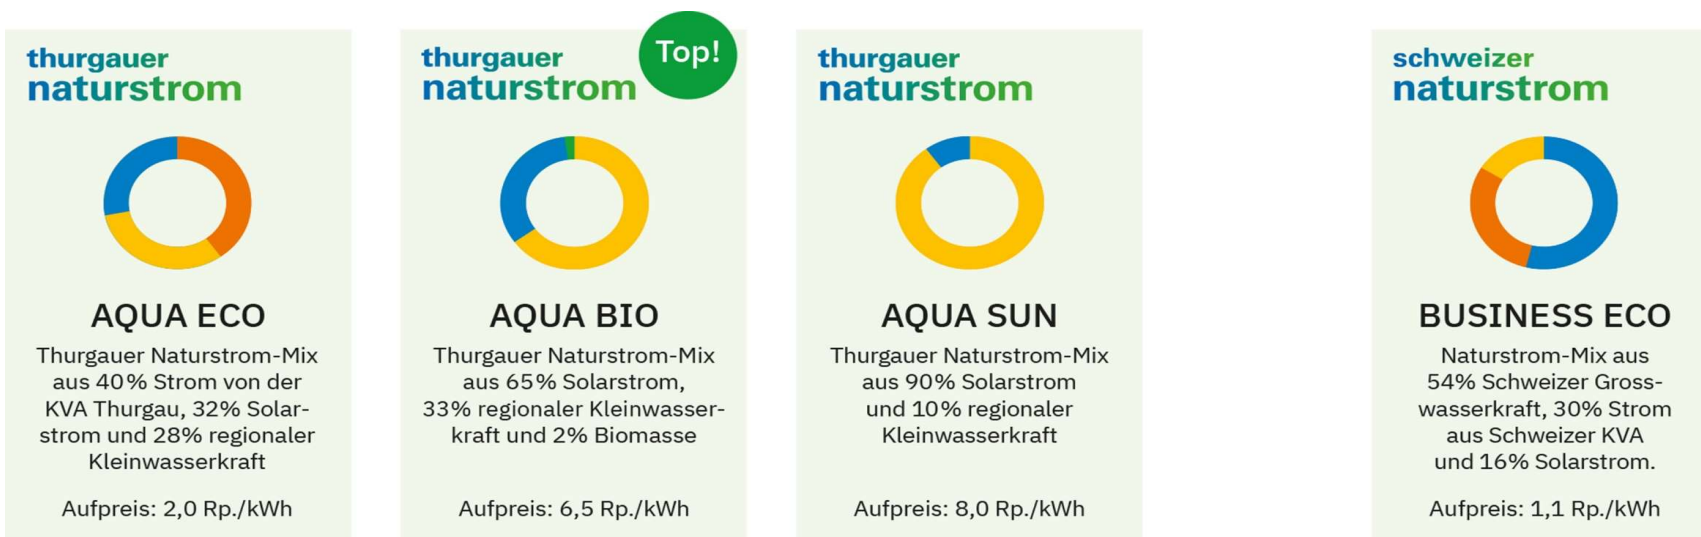 thurgauer
naturstrom
AQUA ECO
Thurgauer Naturstrom-Mix
aus 40% Strom von der
KVA Thurgau, 32% Solar-
strom und 28% regionaler
Kleinwasserkraft
Aufpreis: 2,0 Rp./kWh
thurgauer
naturstrom
Top!
AQUA BIO
Thurgauer Naturstrom-Mix
aus 65% Solarstrom,
33% regionaler Kleinwasser-
kraft und 2% Biomasse
Aufpreis: 6,5 Rp./kWh
thurgauer
naturstrom
AQUA SUN
Thurgauer Naturstrom-Mix
aus 90% Solarstrom
und 10% regionaler
Kleinwasserkraft
Aufpreis: 8,0 Rp./kWh
schweizer
naturstrom
BUSINESS ECO
Naturstrom-Mix aus
54% Schweizer Gross-
wasserkraft, 30% Strom
aus Schweizer KVA
und 16% Solarstrom.
Aufpreis: 1,1 Rp./kWh